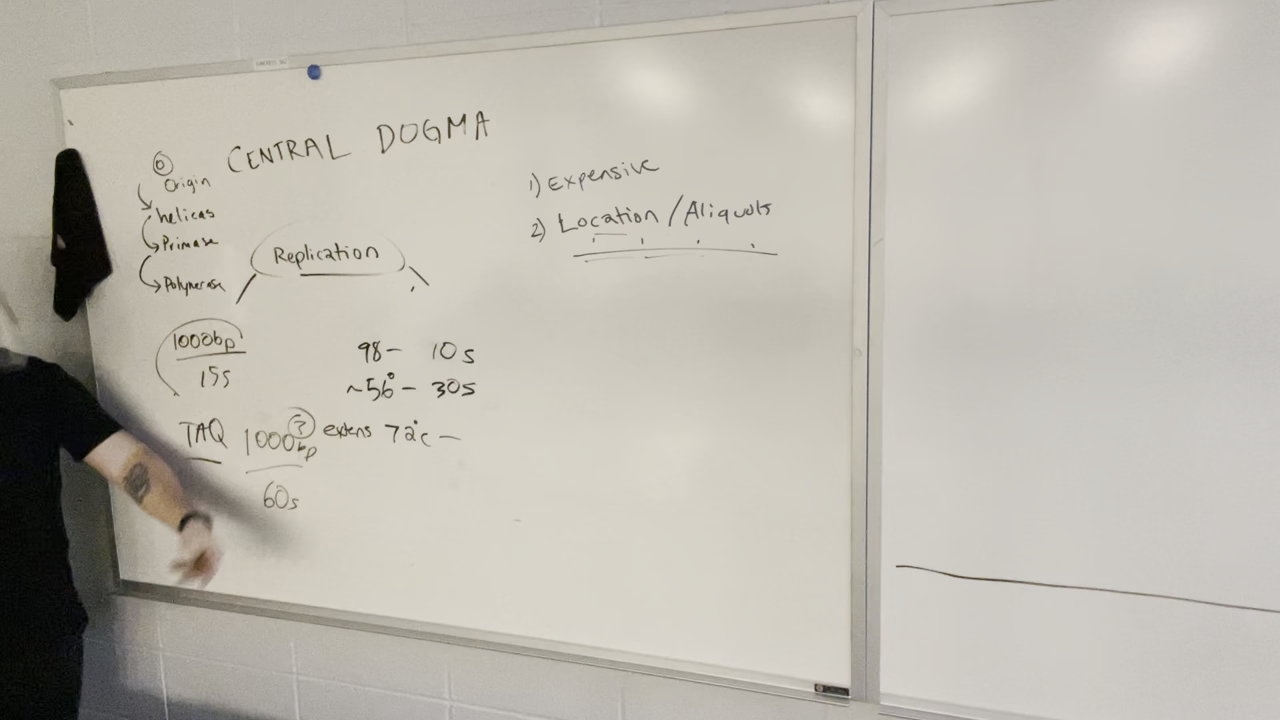 CENTRAL DOGMA
Origin
helicas
Primase
Polymerase
Replication
1000bp
15s
98- 10s
~56° - 30s
TAQ 1000bp
60s
? extens 72°c -
1) Expensive
2) Location / Aliquots